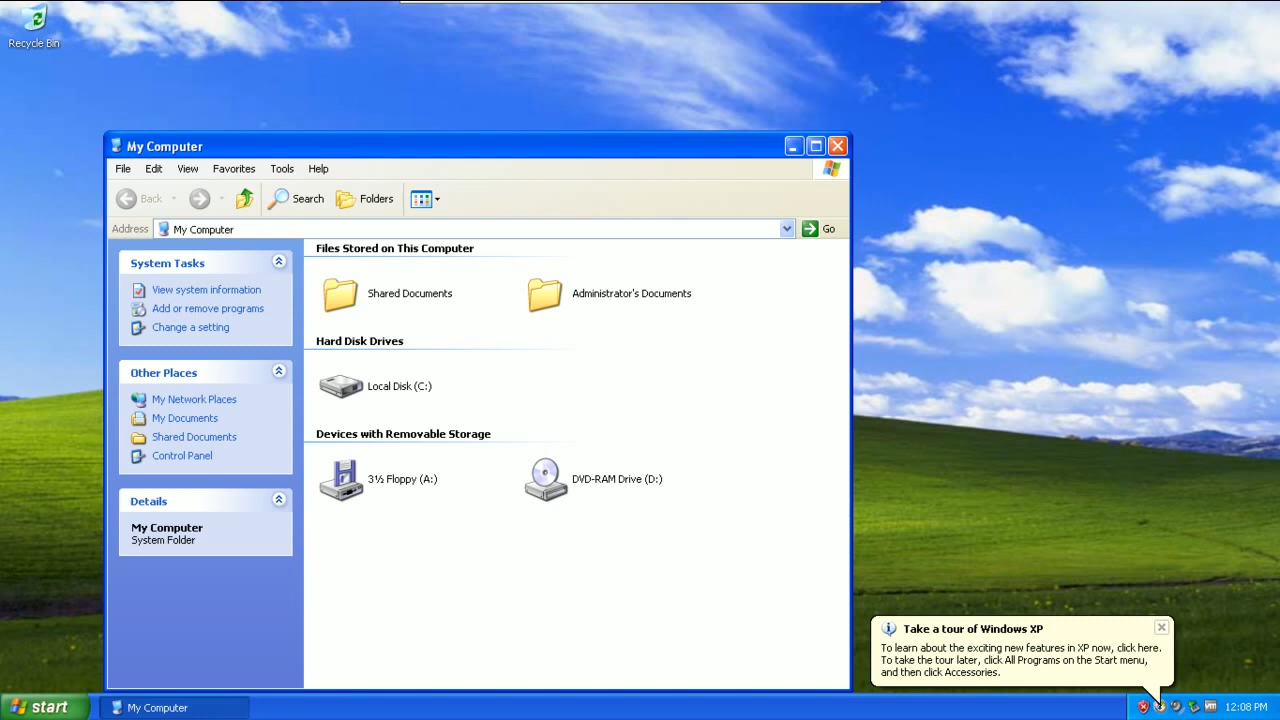 Recycle Bin
My Computer
File Edit View Favorites Tools Help
Back Search Folders
Address My Computer Go
System Tasks
View system information
Add or remove programs
Change a setting
Other Places
My Network Places
My Documents
Shared Documents
Control Panel
Details
My Computer
System Folder
Files Stored on This Computer
Shared Documents Administrator's Documents
Hard Disk Drives
Local Disk (C:)
Devices with Removable Storage
3½ Floppy (A:) DVD-RAM Drive (D:)
Take a tour of Windows XP
To learn about the exciting new features in XP now, click here.
To take the tour later, click All Programs on the Start menu,
and then click Accessories.
start My Computer 12:08 PM